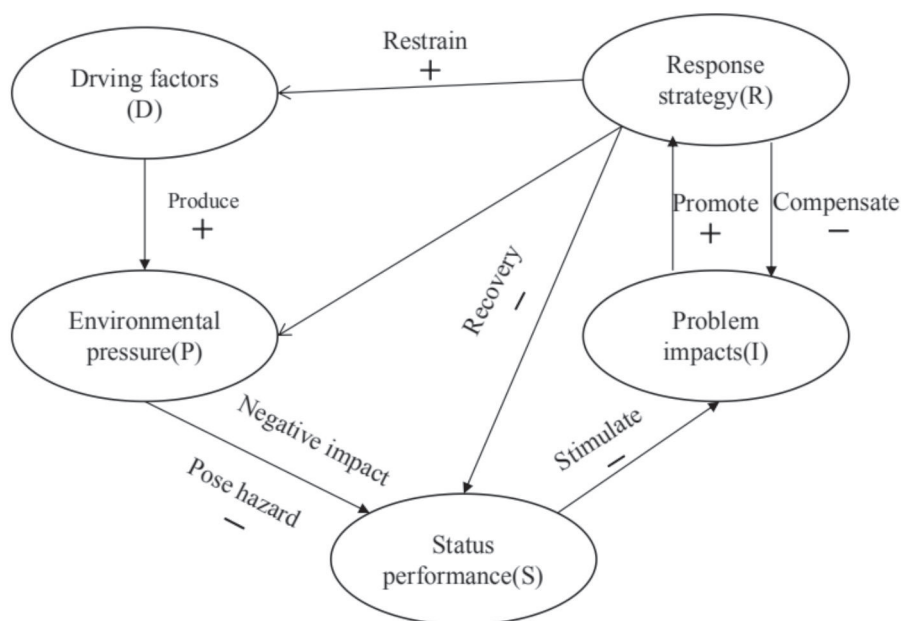 Restrain
+
Drving factors
(D)
Response
strategy(R)
Produce
+
Promote
+
Compensate
−
Recovery
−
Environmental
pressure(P)
Problem
impacts(I)
Negative impact
Pose hazard
−
Stimulate
−
Status
performance(S)